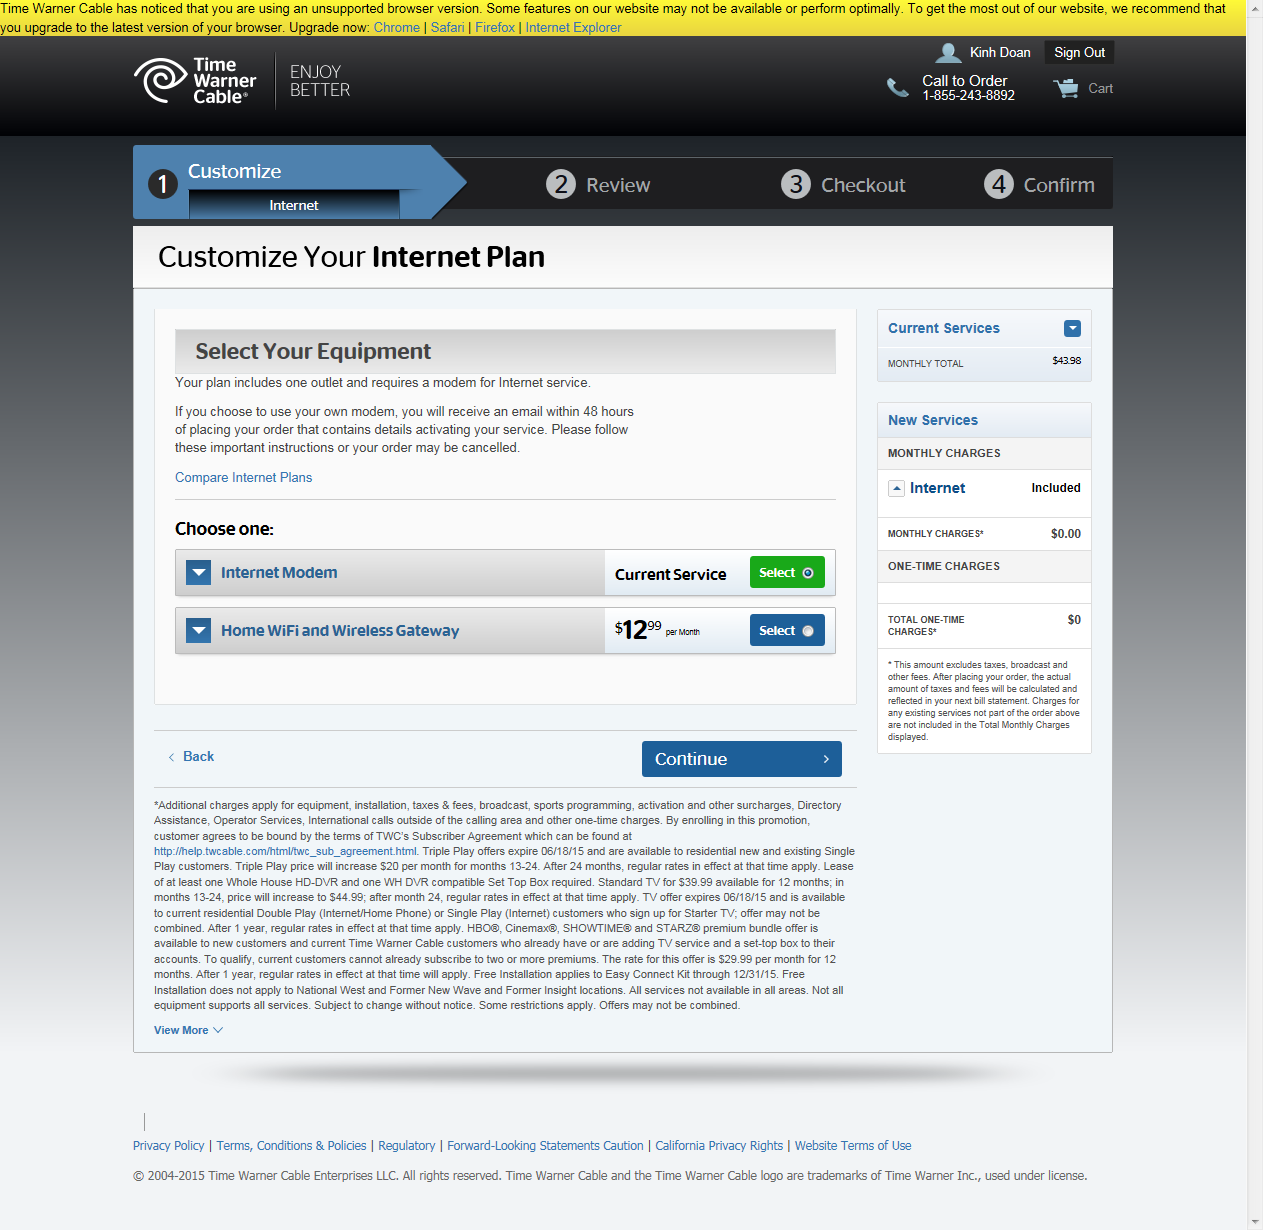 Time Warner Cable has noticed that you are using an unsupported browser version. Some features on our website may not be available or perform optimally. To get the most out of our website, we recommend that
you upgrade to the latest version of your browser. Upgrade now: Chrome | Safari | Firefox | Internet Explorer
Kinh Doan
Sign Out
Time
Warner
Cable®
ENJOY
BETTER
Call to Order
1-855-243-8892
Cart
1
Customize
Internet
2 Review
3 Checkout
4 Confirm
Customize Your Internet Plan
Select Your Equipment
Your plan includes one outlet and requires a modem for Internet service.
If you choose to use your own modem, you will receive an email within 48 hours
of placing your order that contains details activating your service. Please follow
these important instructions or your order may be cancelled.
Compare Internet Plans
Choose one:
Internet Modem
Current Service
Select
Home WiFi and Wireless Gateway
$12 99 per Month
Select
‹ Back
Continue ›
*Additional charges apply for equipment, installation, taxes & fees, broadcast, sports programming, activation and other surcharges, Directory
Assistance, Operator Services, International calls outside of the calling area and other one-time charges. By enrolling in this promotion,
customer agrees to be bound by the terms of TWC's Subscriber Agreement which can be found at
http://help.twcable.com/html/twc_sub_agreement.html. Triple Play offers expire 06/18/15 and are available to residential new and existing Single
Play customers. Triple Play price will increase $20 per month for months 13-24. After 24 months, regular rates in effect at that time apply. Lease
of at least one Whole House HD-DVR and one WH DVR compatible Set Top Box required. Standard TV for $39.99 available for 12 months; in
months 13-24, price will increase to $44.99; after month 24, regular rates in effect at that time apply. TV offer expires 06/18/15 and is available
to current residential Double Play (Internet/Home Phone) or Single Play (Internet) customers who sign up for Starter TV; offer may not be
combined. After 1 year, regular rates in effect at that time apply. HBO®, Cinemax®, SHOWTIME® and STARZ® premium bundle offer is
available to new customers and current Time Warner Cable customers who already have or are adding TV service and a set-top box to their
accounts. To qualify, current customers cannot already subscribe to two or more premiums. The rate for this offer is $29.99 per month for 12
months. After 1 year, regular rates in effect at that time will apply. Free Installation applies to Easy Connect Kit through 12/31/15. Free
Installation does not apply to National West and Former New Wave and Former Insight locations. All services not available in all areas. Not all
equipment supports all services. Subject to change without notice. Some restrictions apply. Offers may not be combined.
View More
Current Services
MONTHLY TOTAL $43.98
New Services
MONTHLY CHARGES
Internet Included
MONTHLY CHARGES* $0.00
ONE-TIME CHARGES
TOTAL ONE-TIME $0
CHARGES*
* This amount excludes taxes, broadcast and
other fees. After placing your order, the actual
amount of taxes and fees will be calculated and
reflected in your next bill statement. Charges for
any existing services not part of the order above
are not included in the Total Monthly Charges
displayed.
Privacy Policy | Terms, Conditions & Policies | Regulatory | Forward-Looking Statements Caution | California Privacy Rights | Website Terms of Use
© 2004-2015 Time Warner Cable Enterprises LLC. All rights reserved. Time Warner Cable and the Time Warner Cable logo are trademarks of Time Warner Inc., used under license.